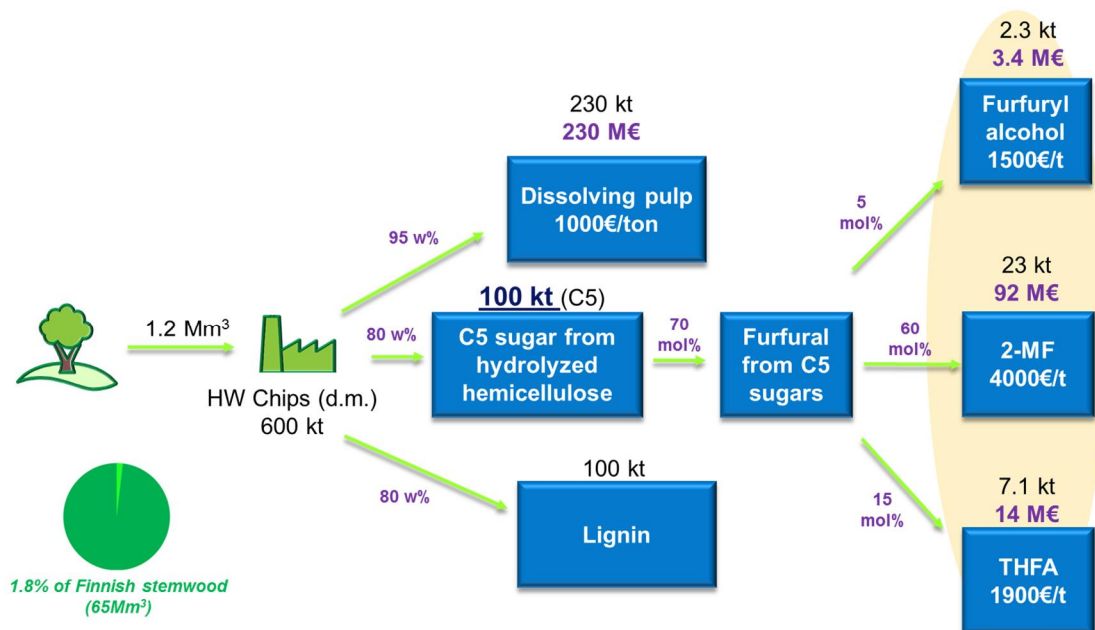 2.3 kt
3.4 M€
Furfuryl
alcohol
1500€/t
230 kt
230 M€
Dissolving pulp
1000€/ton
95 w%
5
mol%
1.2 Mm³
HW Chips (d.m.)
600 kt
80 w%
100 kt (C5)
C5 sugar from
hydrolyzed
hemicellulose
70
mol%
Furfural
from C5
sugars
60
mol%
23 kt
92 M€
2-MF
4000€/t
80 w%
100 kt
Lignin
15
mol%
7.1 kt
14 M€
THFA
1900€/t
1.8% of Finnish stemwood
(65Mm³)